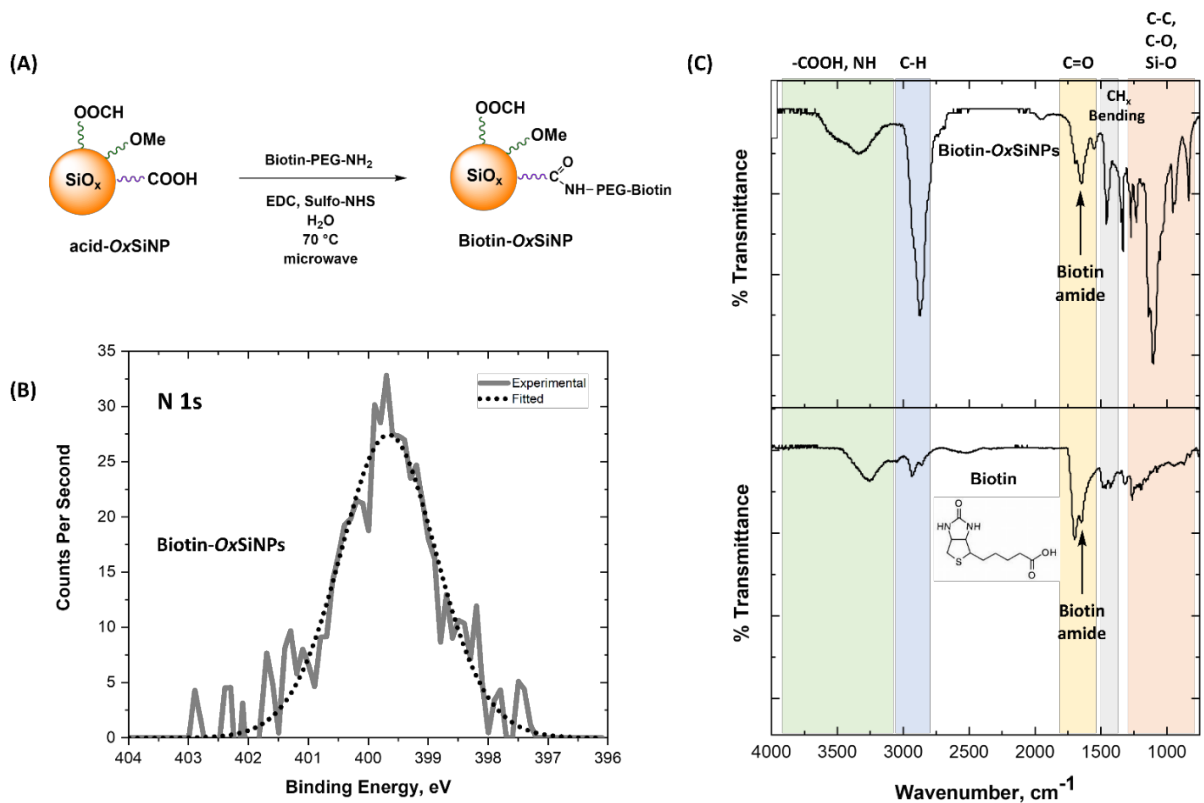 (A)
OOCH
OMe
SiOₓ
COOH
acid-OxSiNP
Biotin-PEG-NH₂
EDC, Sulfo-NHS
H₂O
70 °C
microwave
OOCH
OMe
SiOₓ
C
O
NH–PEG-Biotin
Biotin-OxSiNP
(B)
N 1s
Experimental
Fitted
Biotin-OxSiNPs
Counts Per Second
35
30
25
20
15
10
5
0
404 403 402 401 400 399 398 397 396
Binding Energy, eV
(C)
-COOH, NH
C-H
C=O
C-C,
C-O,
Si-O
CHₓ
Bending
Biotin-OxSiNPs
Biotin
amide
% Transmittance
Biotin
O
HN
NH
S
OH
O
Biotin
amide
% Transmittance
4000 3500 3000 2500 2000 1500 1000
Wavenumber, cm⁻¹